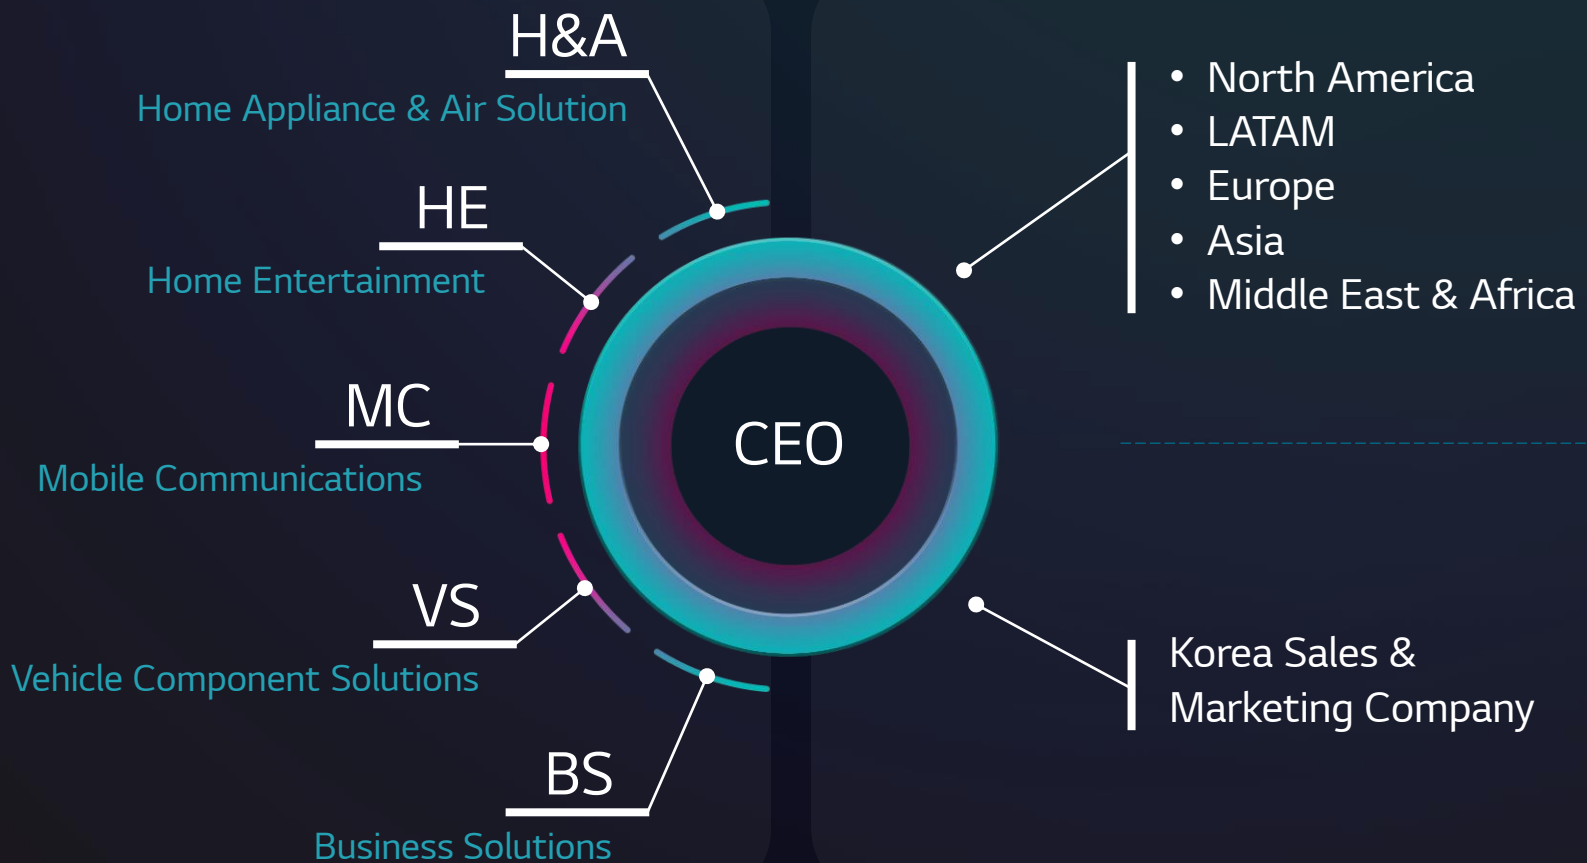 H&A
Home Appliance & Air Solution
HE
Home Entertainment
MC
Mobile Communications
VS
Vehicle Component Solutions
BS
Business Solutions
CEO
• North America
• LATAM
• Europe
• Asia
• Middle East & Africa
Korea Sales &
Marketing Company